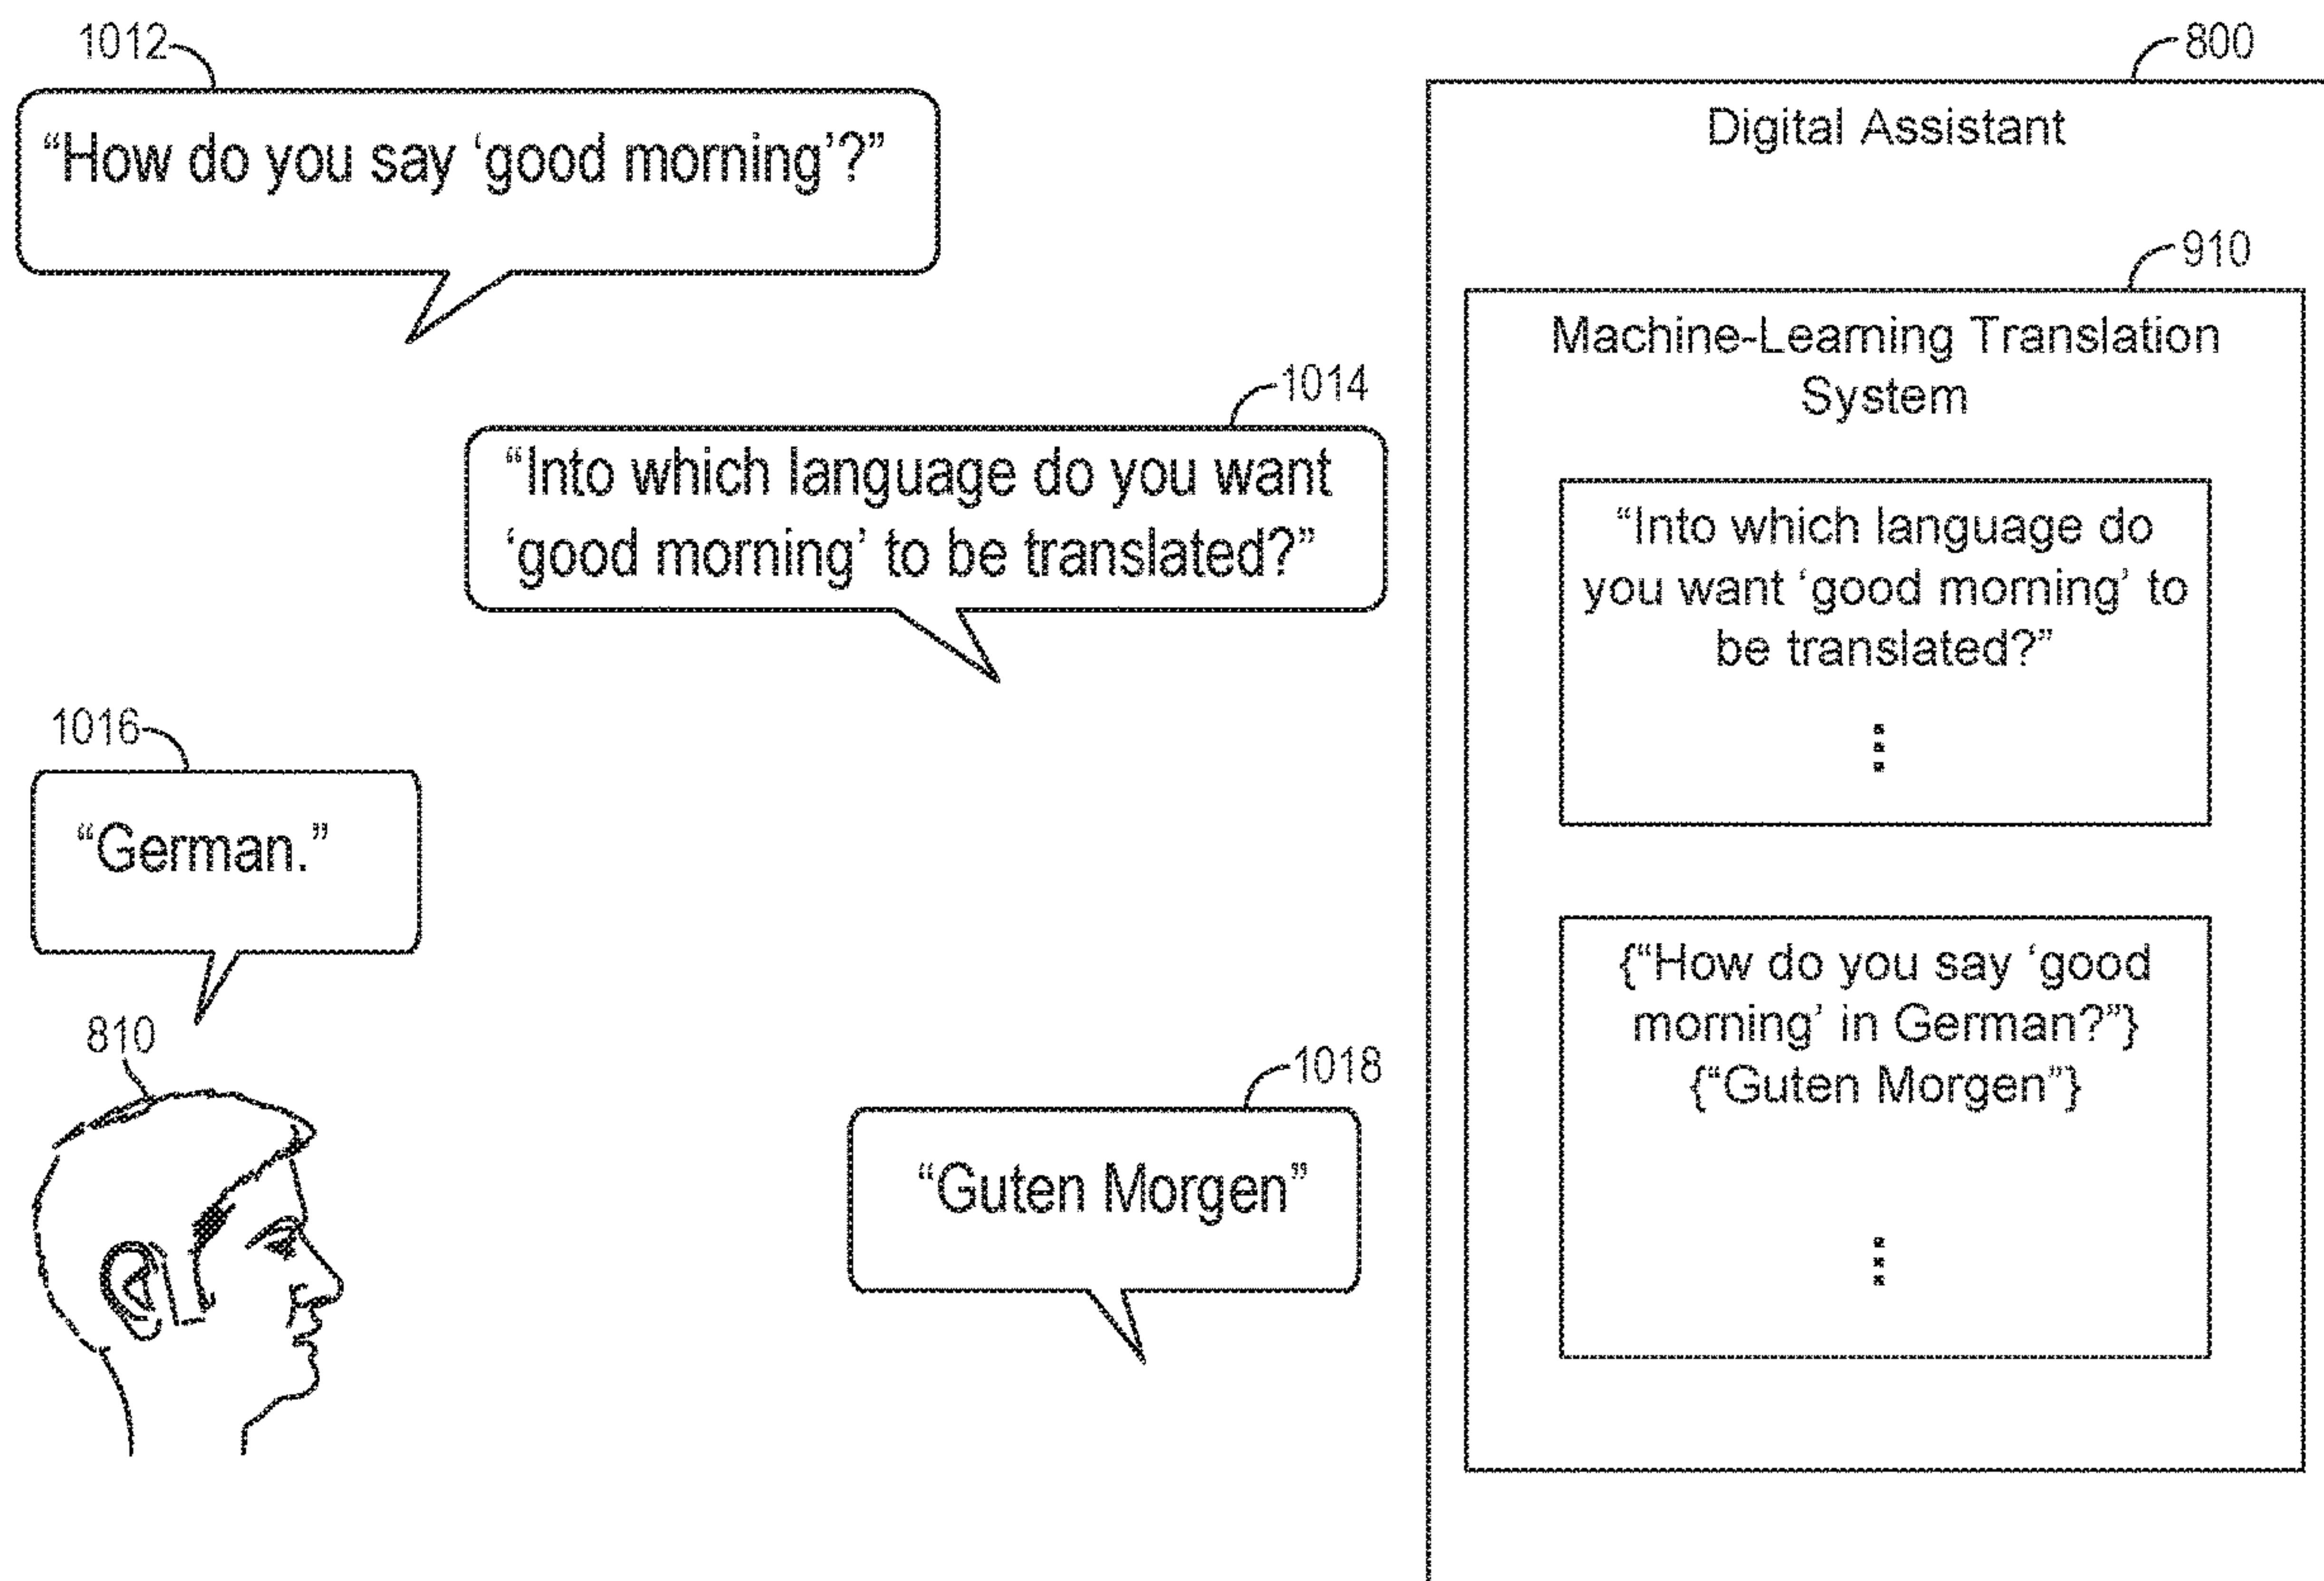 1012
“How do you say ‘good morning’?”
1014
“Into which language do you want
‘good morning’ to be translated?”
1016
“German.”
810
1018
“Guten Morgen”
800
Digital Assistant
910
Machine-Learning Translation
System
“Into which language do
you want ‘good morning’ to
be translated?”
{“How do you say ‘good
morning’ in German?”}
{“Guten Morgen”}